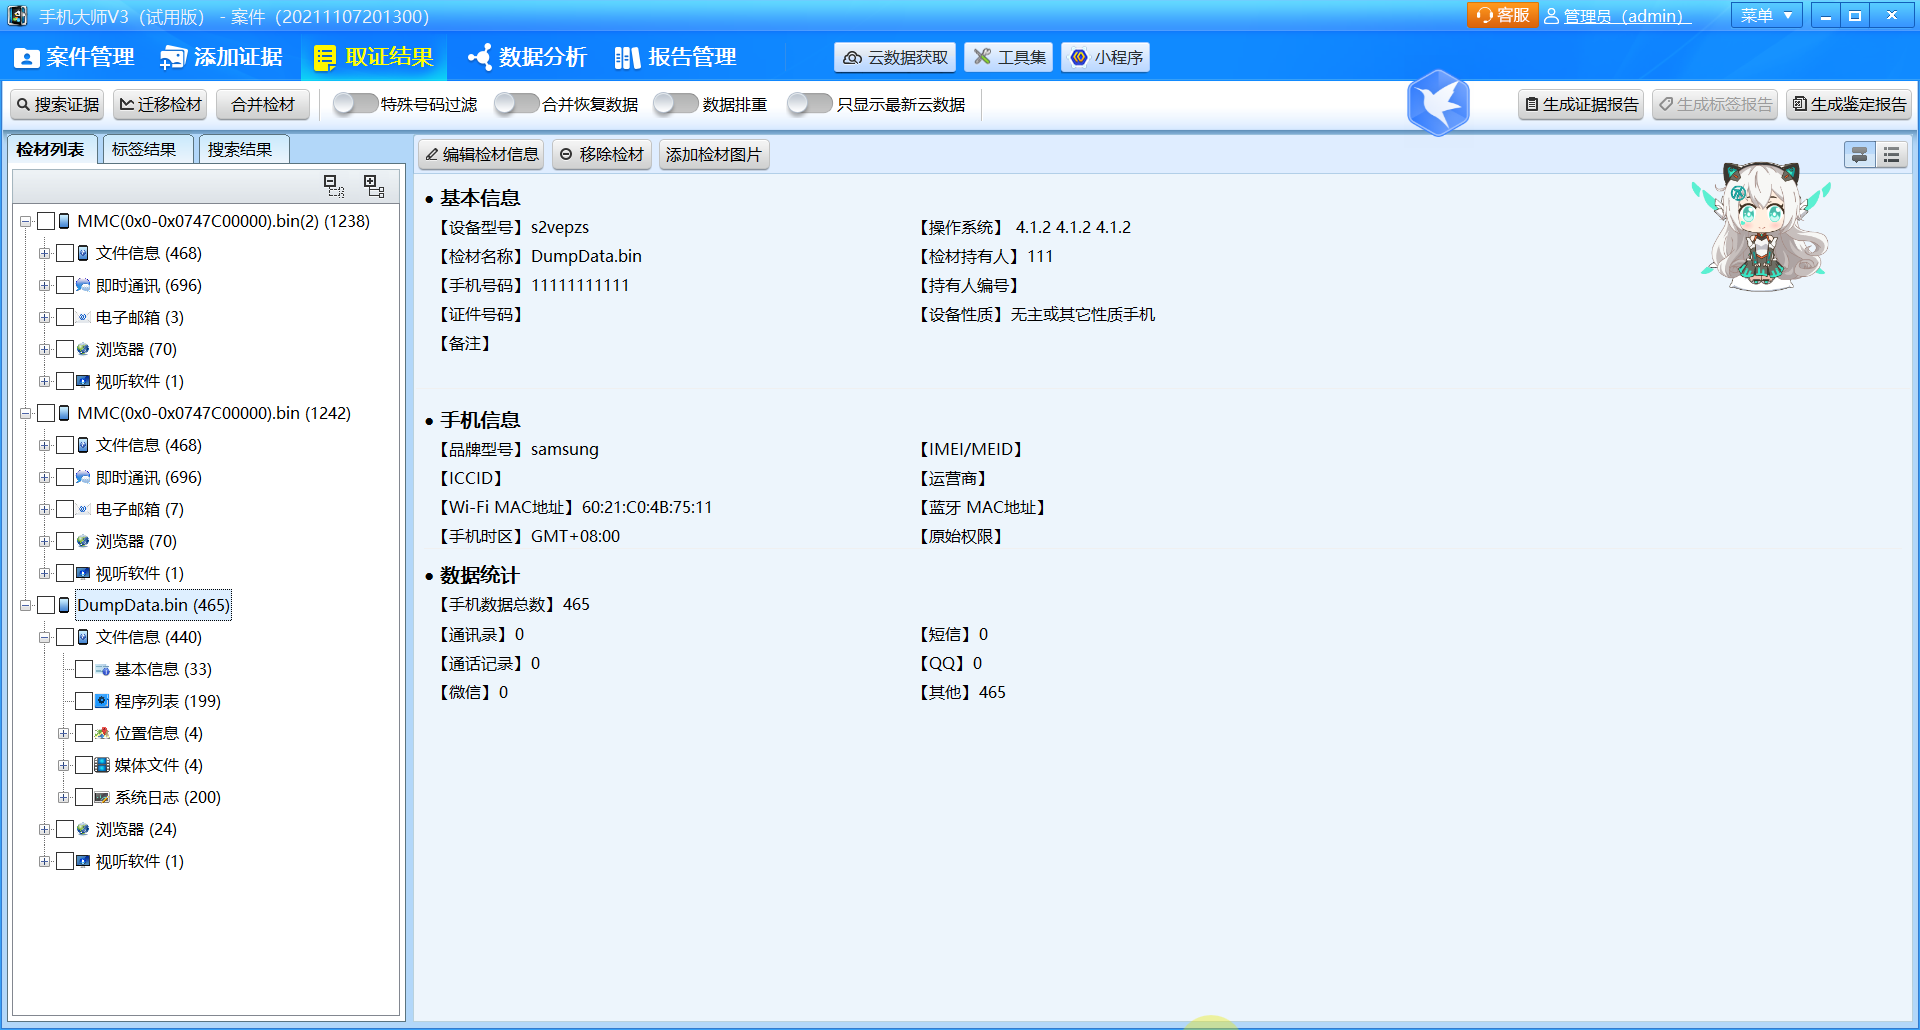 手机大师V3（试用版） - 案件（20211107201300）
客服 管理员（admin） 菜单
案件管理 添加证据 取证结果 数据分析 报告管理 云数据获取 工具集 小程序
搜索证据 迁移检材 合并检材 特殊号码过滤 合并恢复数据 数据排重 只显示最新云数据 生成证据报告 生成标签报告 生成鉴定报告
检材列表 标签结果 搜索结果
MMC(0x0-0x0747C00000).bin(2) (1238)
文件信息 (468)
即时通讯 (696)
电子邮箱 (3)
浏览器 (70)
视听软件 (1)
MMC(0x0-0x0747C00000).bin (1242)
文件信息 (468)
即时通讯 (696)
电子邮箱 (7)
浏览器 (70)
视听软件 (1)
DumpData.bin (465)
文件信息 (440)
基本信息 (33)
程序列表 (199)
位置信息 (4)
媒体文件 (4)
系统日志 (200)
浏览器 (24)
视听软件 (1)
编辑检材信息 移除检材 添加检材图片
• 基本信息
【设备型号】s2vepzs 【操作系统】 4.1.2 4.1.2 4.1.2
【检材名称】DumpData.bin 【检材持有人】111
【手机号码】11111111111 【持有人编号】
【证件号码】 【设备性质】无主或其它性质手机
【备注】
• 手机信息
【品牌型号】samsung 【IMEI/MEID】
【ICCID】 【运营商】
【Wi-Fi MAC地址】60:21:C0:4B:75:11 【蓝牙 MAC地址】
【手机时区】GMT+08:00 【原始权限】
• 数据统计
【手机数据总数】465
【通讯录】0 【短信】0
【通话记录】0 【QQ】0
【微信】0 【其他】465